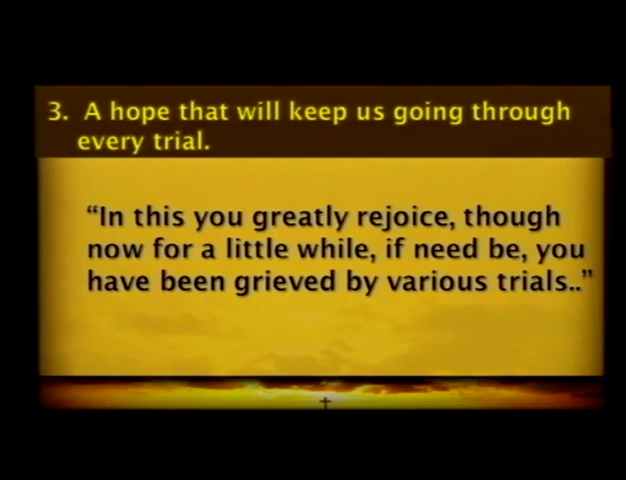 3. A hope that will keep us going through
every trial.
“In this you greatly rejoice, though
now for a little while, if need be, you
have been grieved by various trials..”